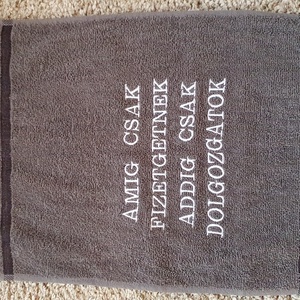 AMIG CSAK
FIZETGETNEK
ADDIG CSAK
DOLGOZGATOK